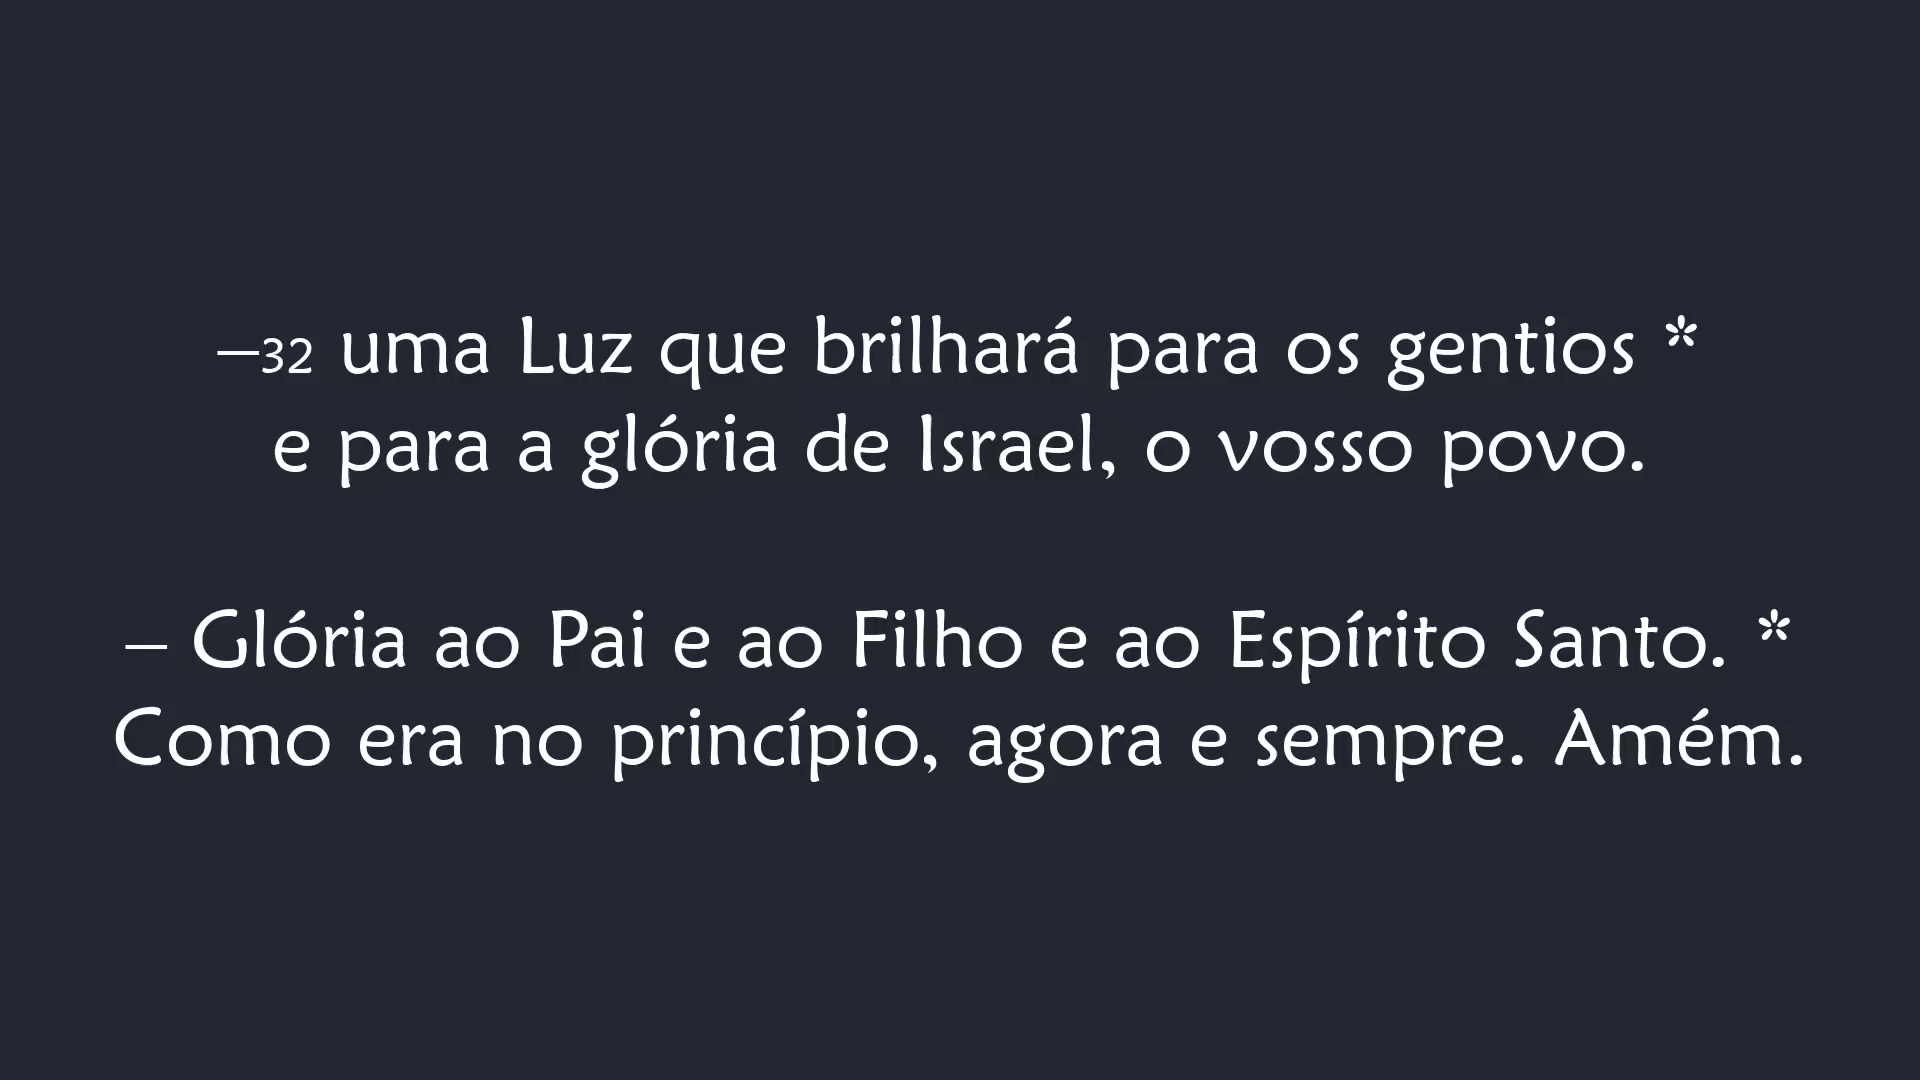 –32 uma Luz que brilhará para os gentios *
e para a glória de Israel, o vosso povo.
– Glória ao Pai e ao Filho e ao Espírito Santo. *
Como era no princípio, agora e sempre. Amém.